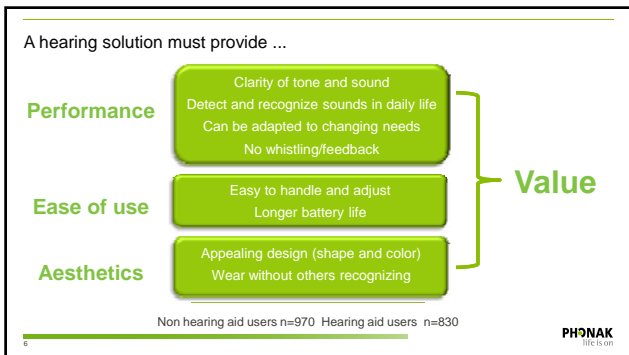 A hearing solution must provide ...
Performance
Clarity of tone and sound
Detect and recognize sounds in daily life
Can be adapted to changing needs
No whistling/feedback
Ease of use
Easy to handle and adjust
Longer battery life
Aesthetics
Appealing design (shape and color)
Wear without others recognizing
Value
Non hearing aid users n=970 Hearing aid users n=830
6
PHONAK
life is on